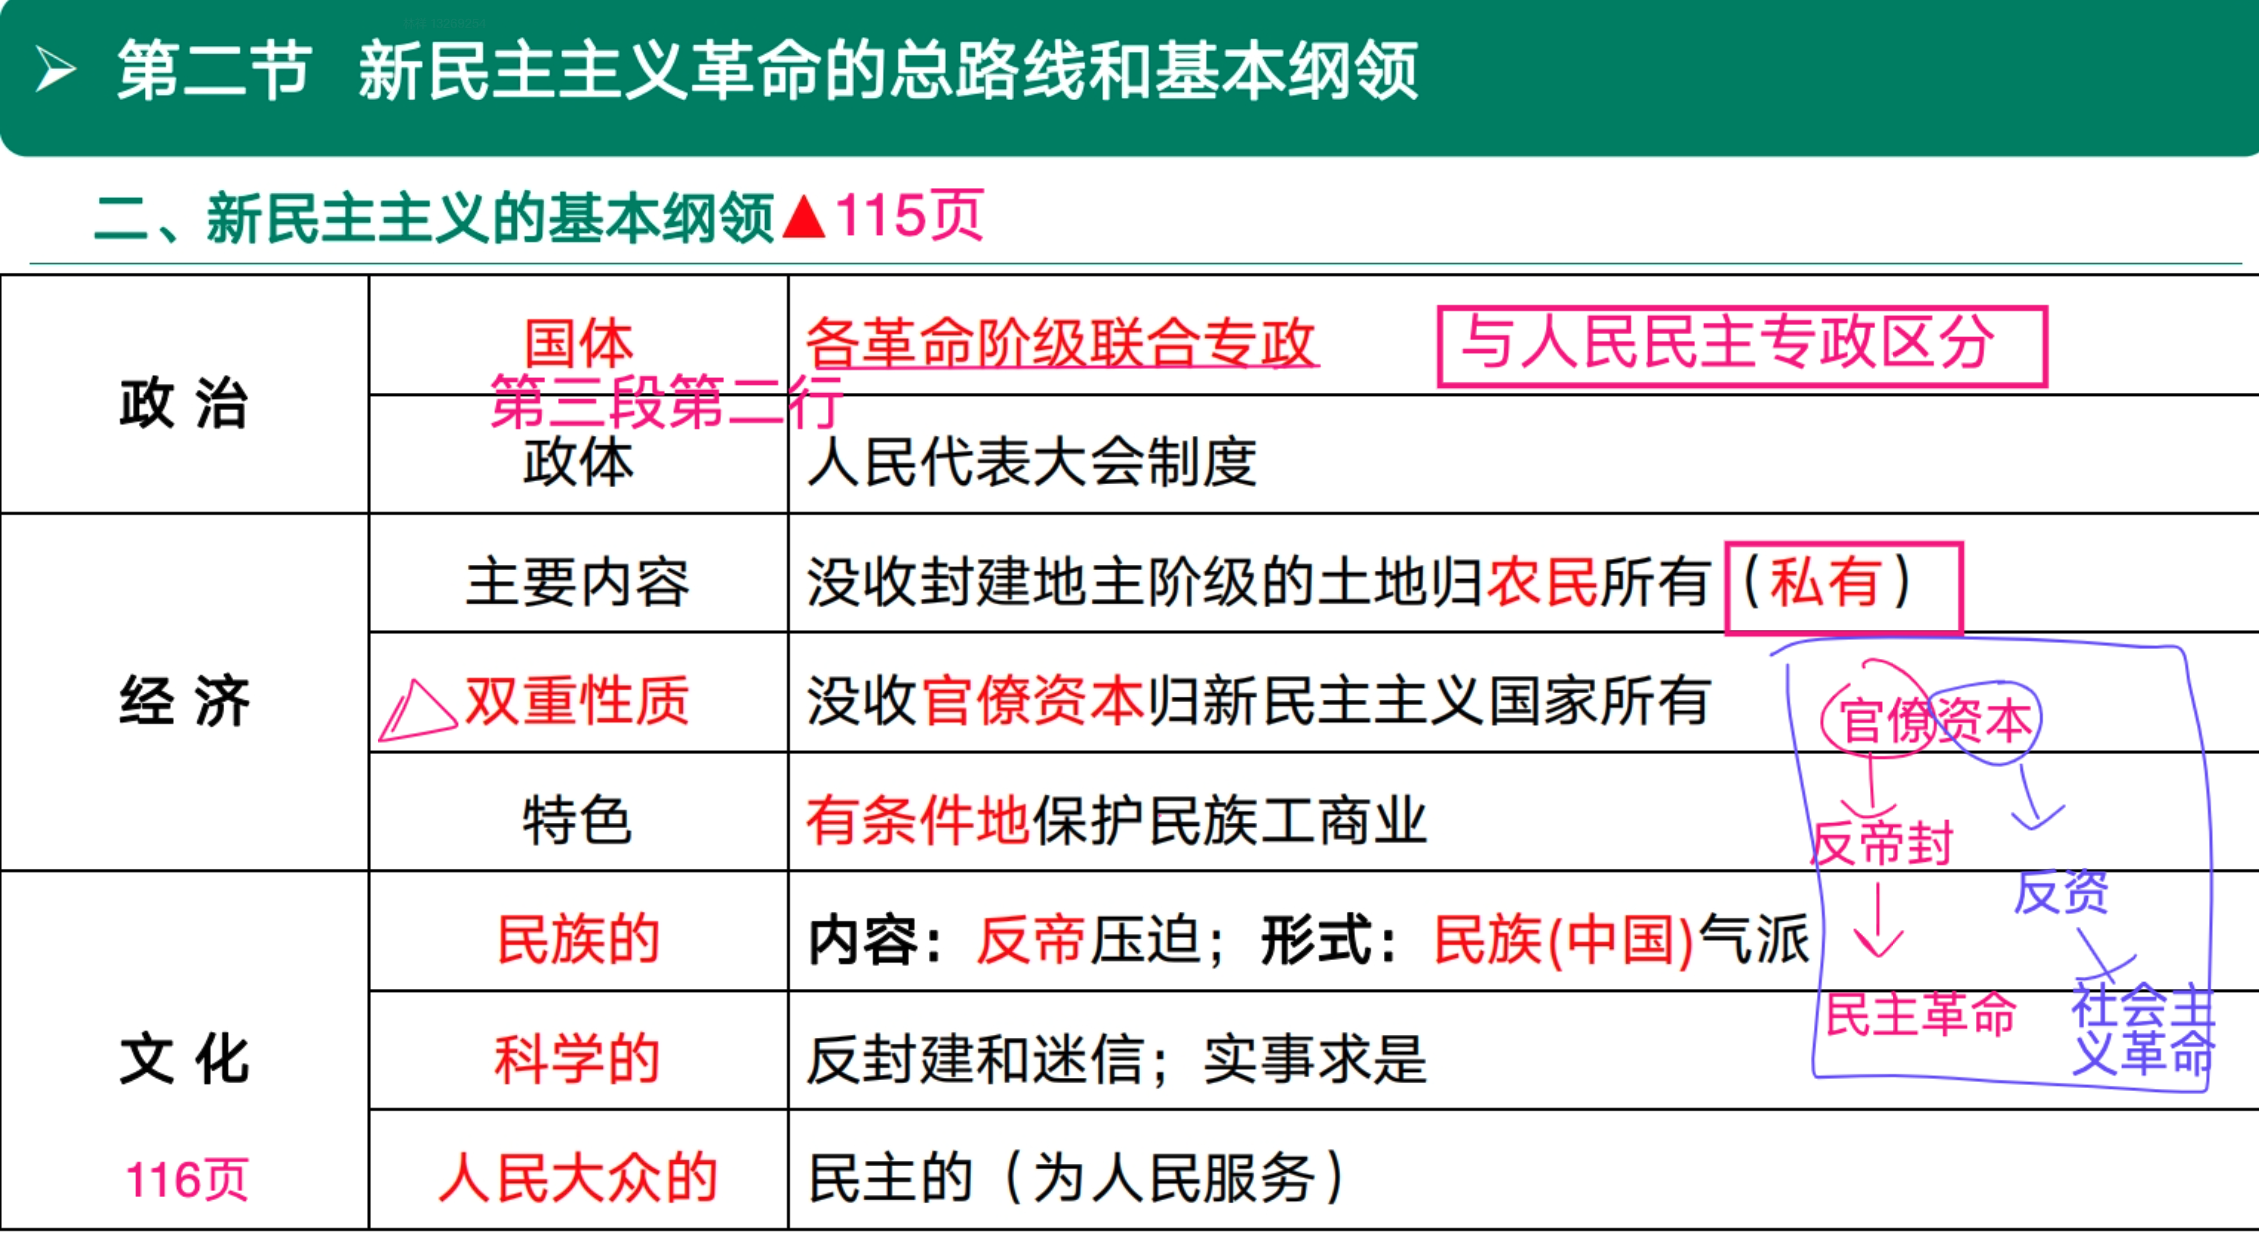 第二节 新民主主义革命的总路线和基本纲领
二、新民主主义的基本纲领▲115页
政 治
国体
各革命阶级联合专政
与人民民主专政区分
第三段第二行
政体
人民代表大会制度
经 济
主要内容
没收封建地主阶级的土地归农民所有（私有）
双重性质
没收官僚资本归新民主主义国家所有
官僚资本
特色
有条件地保护民族工商业
反帝封
反资
文 化
民族的
内容：反帝压迫；形式：民族(中国)气派
民主革命
社会主
义革命
科学的
反封建和迷信；实事求是
116页
人民大众的
民主的（为人民服务）